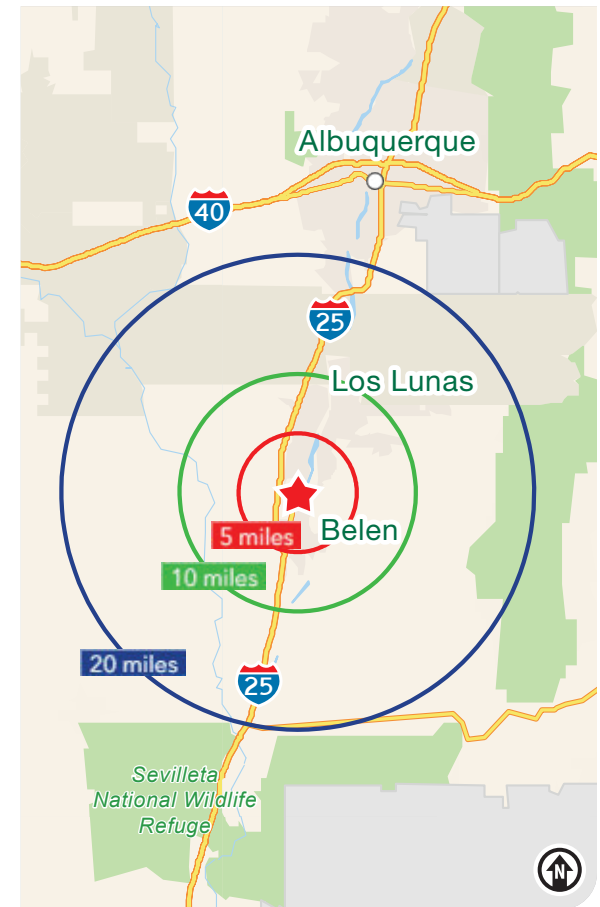 Albuquerque
40
25
Los Lunas
Belen
5 miles
10 miles
20 miles
25
Sevilleta
National Wildlife
Refuge
N